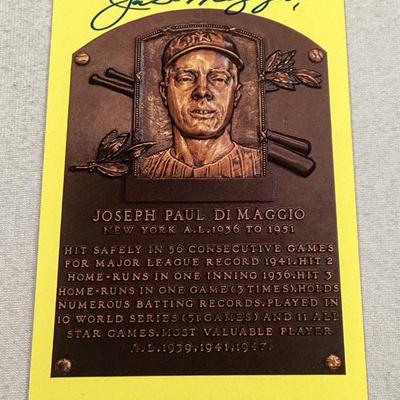 Joe DiMaggio
JOSEPH PAUL DI MAGGIO
NEW YORK A.L. 1936 TO 1951
HIT SAFELY IN 56 CONSECUTIVE GAMES
FOR MAJOR LEAGUE RECORD 1941. HIT 2
HOME-RUNS IN ONE INNING 1936. HIT 3
HOME-RUNS IN ONE GAME (3 TIMES). HOLDS
NUMEROUS BATTING RECORDS. PLAYED IN
10 WORLD SERIES (51 GAMES) AND 11 ALL
STAR GAMES. MOST VALUABLE PLAYER
A.L. 1939, 1941, 1947.